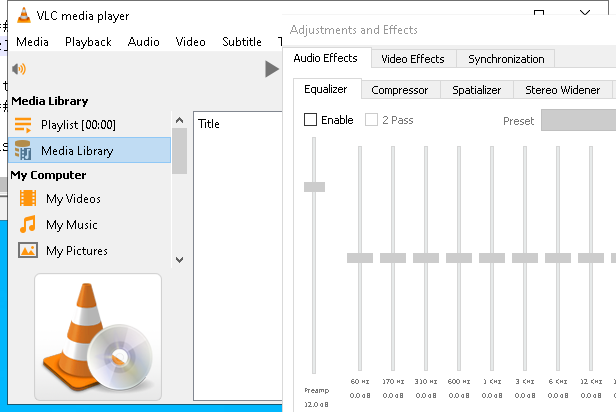 VLC media player
Media Playback Audio Video Subtitle T
Media Library
Playlist [00:00]
Media Library
My Computer
My Videos
My Music
My Pictures
Title
Adjustments and Effects
Audio Effects Video Effects Synchronization
Equalizer Compressor Spatializer Stereo Widener
Enable 2 Pass Preset
60 Hz 170 Hz 310 Hz 600 Hz 1 KHz 3 KHz 6 KHz 12 KHz
Preamp 0.0 dB 0.0 dB 0.0 dB 0.0 dB 0.0 dB 0.0 dB 0.0 dB 0.0 dB
12.0 dB